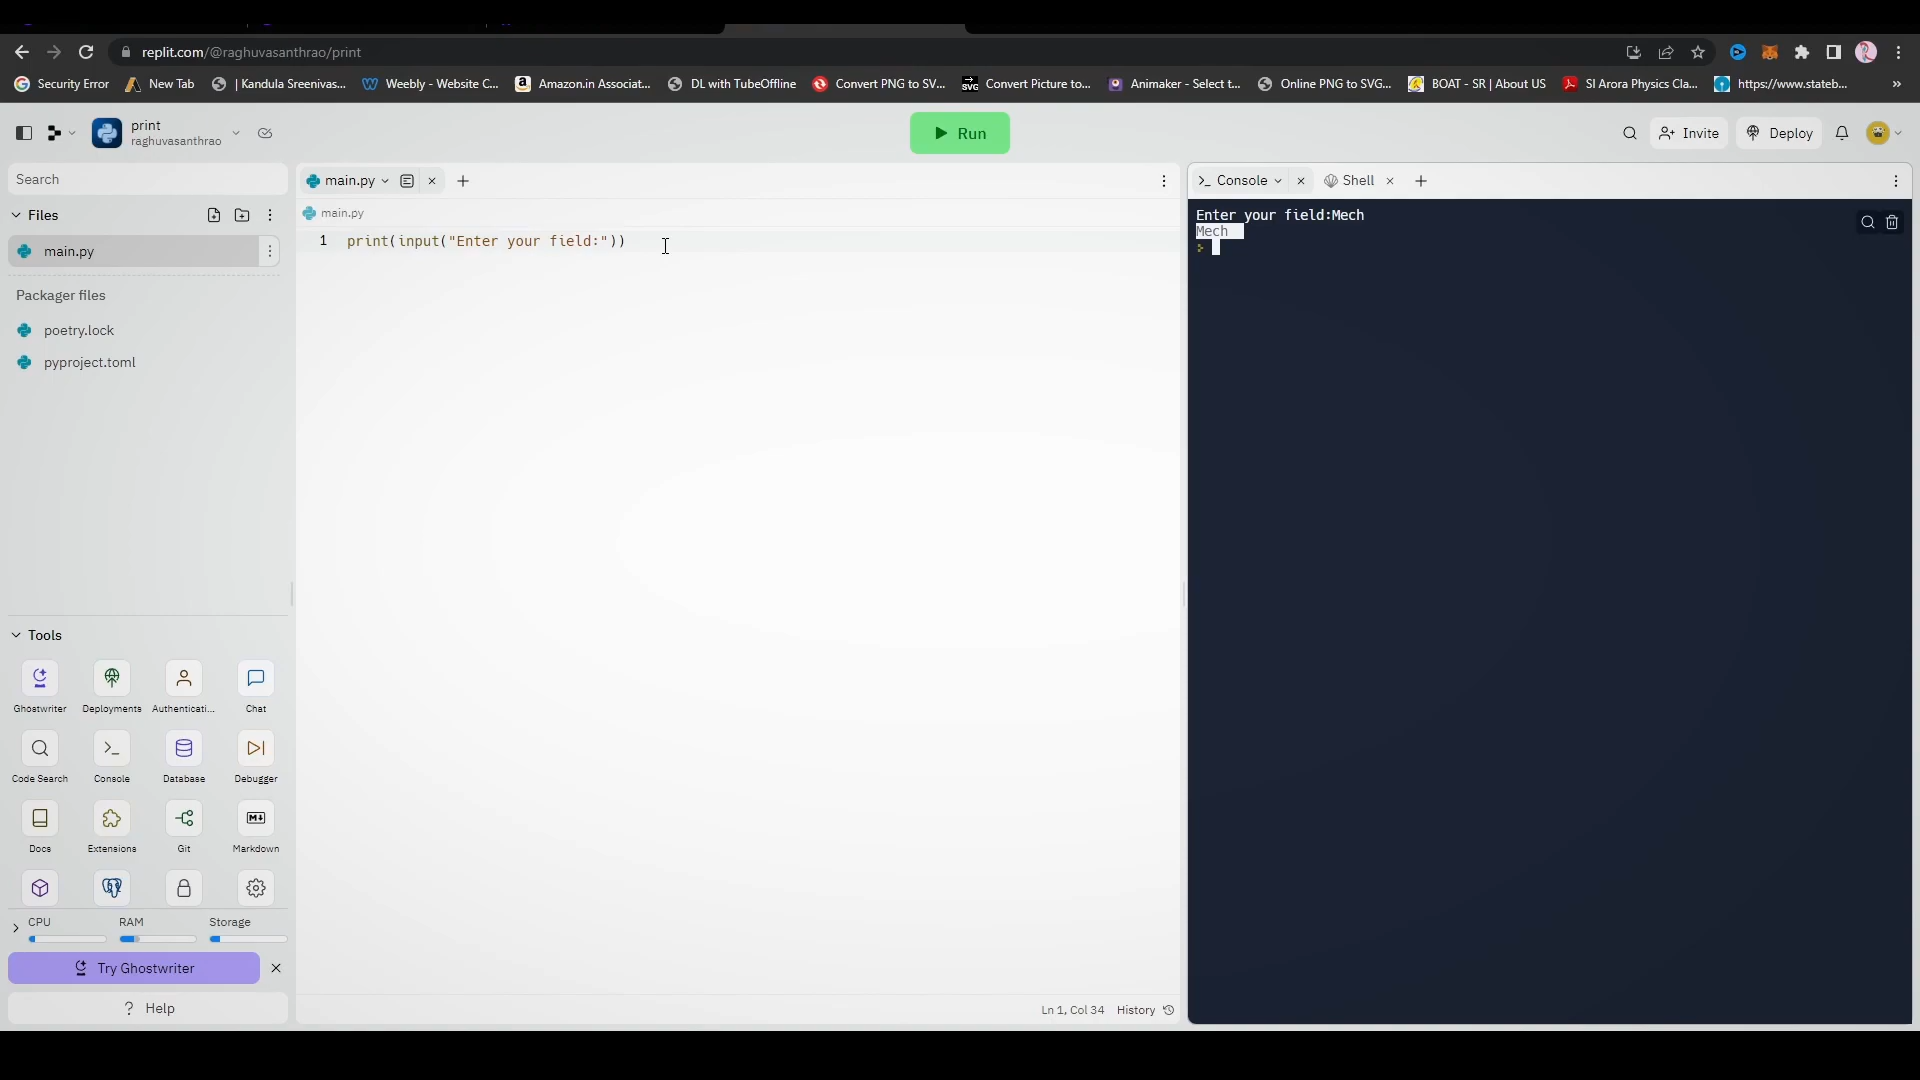 replit.com/@raghuvasanthrao/print
Security Error
New Tab
| Kandula Sreenivas...
Weebly - Website C...
Amazon.in Associat...
DL with TubeOffline
Convert PNG to SV...
Convert Picture to...
Animaker - Select t...
Online PNG to SVG...
BOAT - SR | About US
SI Arora Physics Cla...
https://www.stateb...
»
print
raghuvasanthrao
Run
Invite
Deploy
Search
Files
main.py
Packager files
poetry.lock
pyproject.toml
Tools
Ghostwriter
Deployments
Authenticati...
Chat
Code Search
Console
Database
Debugger
Docs
Extensions
Git
Markdown
CPU
RAM
Storage
Try Ghostwriter
? Help
main.py
main.py
1 print(input("Enter your field:"))
Ln 1, Col 34
History
Console
Shell
Enter your field:Mech
Mech